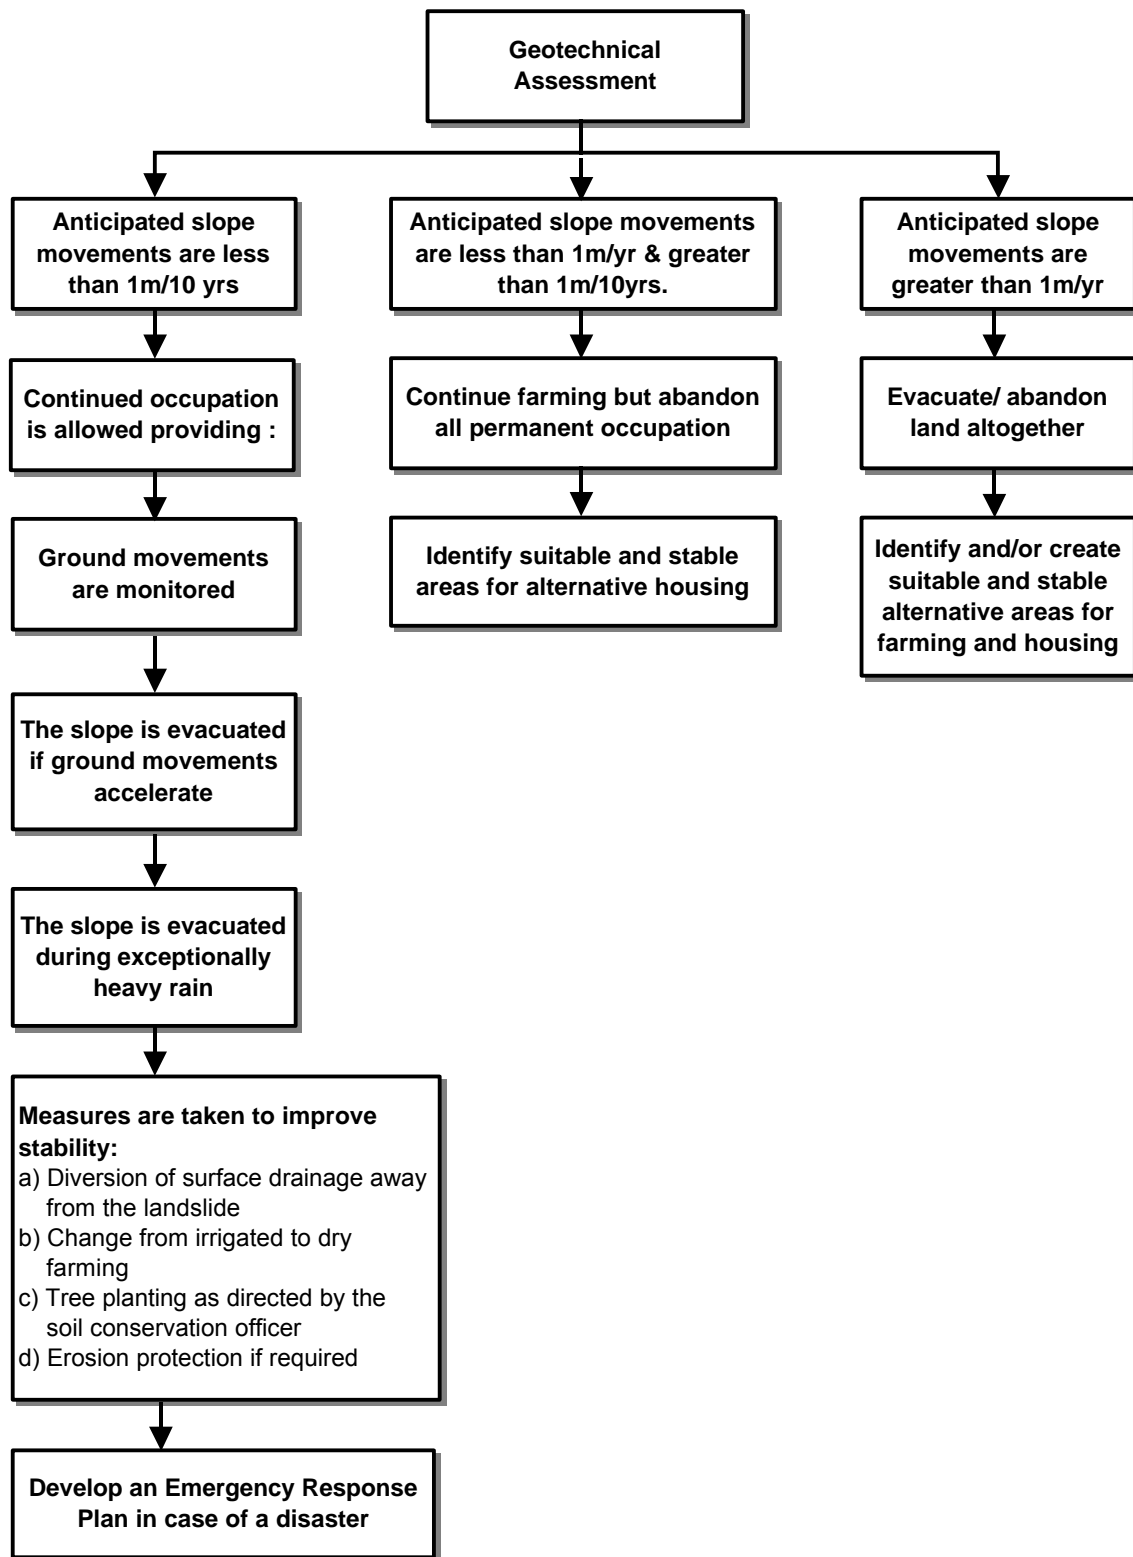 Geotechnical
Assessment
Anticipated slope
movements are less
than 1m/10 yrs
Anticipated slope movements
are less than 1m/yr & greater
than 1m/10yrs.
Anticipated slope
movements are
greater than 1m/yr
Continued occupation
is allowed providing :
Continue farming but abandon
all permanent occupation
Evacuate/ abandon
land altogether
Ground movements
are monitored
Identify suitable and stable
areas for alternative housing
Identify and/or create
suitable and stable
alternative areas for
farming and housing
The slope is evacuated
if ground movements
accelerate
The slope is evacuated
during exceptionally
heavy rain
Measures are taken to improve
stability:
a) Diversion of surface drainage away
from the landslide
b) Change from irrigated to dry
farming
c) Tree planting as directed by the
soil conservation officer
d) Erosion protection if required
Develop an Emergency Response
Plan in case of a disaster